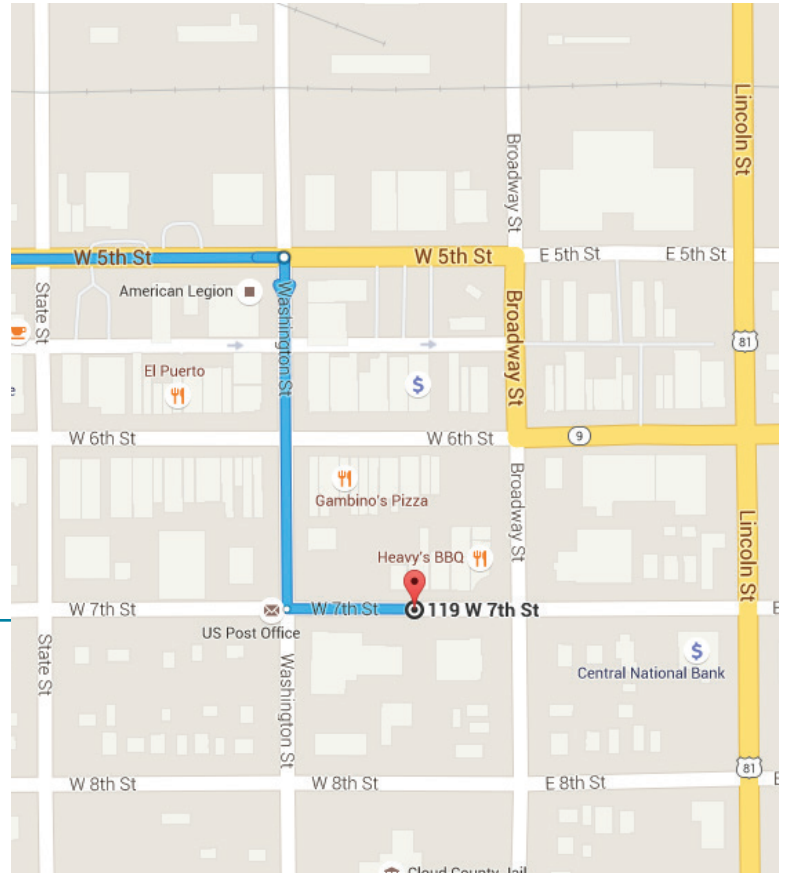 Lincoln St
Broadway St
W 5th St
W 5th St
E 5th St
E 5th St
American Legion
State St
Washington St
Broadway St
81
El Puerto
$
W 6th St
W 6th St
9
Gambino's Pizza
Broadway St
Lincoln St
Heavy's BBQ
W 7th St
W 7th St
119 W 7th St
E
US Post Office
State St
Washington St
$
Central National Bank
81
W 8th St
W 8th St
E 8th St
E
Cloud County Jail